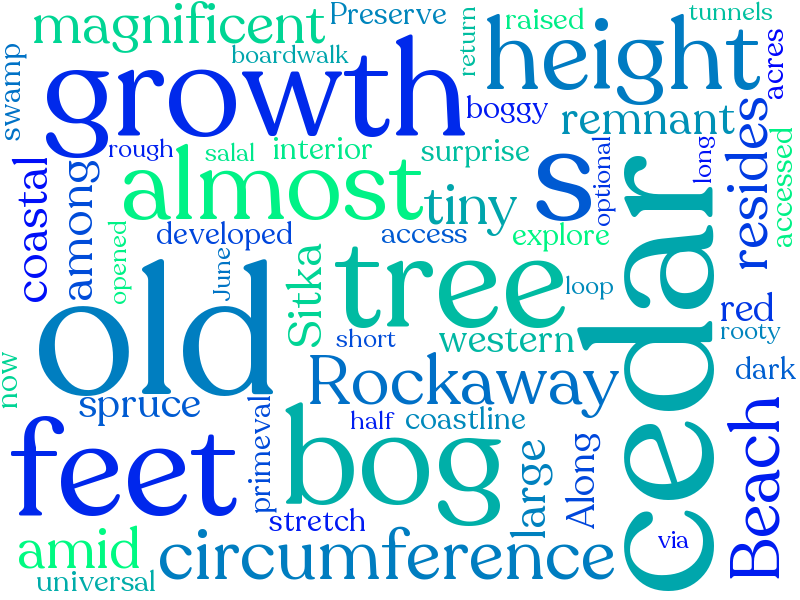 magnificent
Preserve
raised
tunnels
boardwalk
return
height
acres
swamp
growth
boggy
remnant
rough
salal
interior
surprise
optional
long
resides
accessed
coastal
among
almost
tiny
s
developed
access
explore
opened
June
Sitka
tree
loop
cedar
red
rooty
old
short
western
dark
now
Rockaway
spruce
primeval
half
coastline
feet
bog
large
Along
Beach
stretch
via
amid
circumference
universal